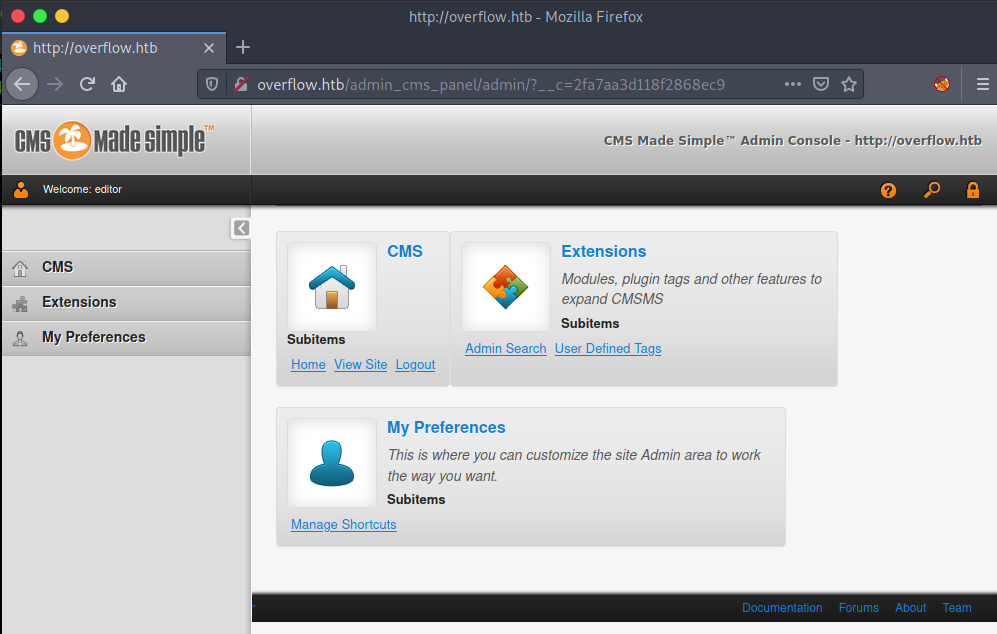 http://overflow.htb - Mozilla Firefox
http://overflow.htb
overflow.htb/admin_cms_panel/admin/?__c=2fa7aa3d118f2868ec9
CMS Made Simple™
CMS Made Simple™ Admin Console - http://overflow.htb
Welcome: editor
CMS
Extensions
My Preferences
CMS
Subitems
Home View Site Logout
Extensions
Modules, plugin tags and other features to
expand CMSMS
Subitems
Admin Search User Defined Tags
My Preferences
This is where you can customize the site Admin area to work
the way you want.
Subitems
Manage Shortcuts
Documentation Forums About Team